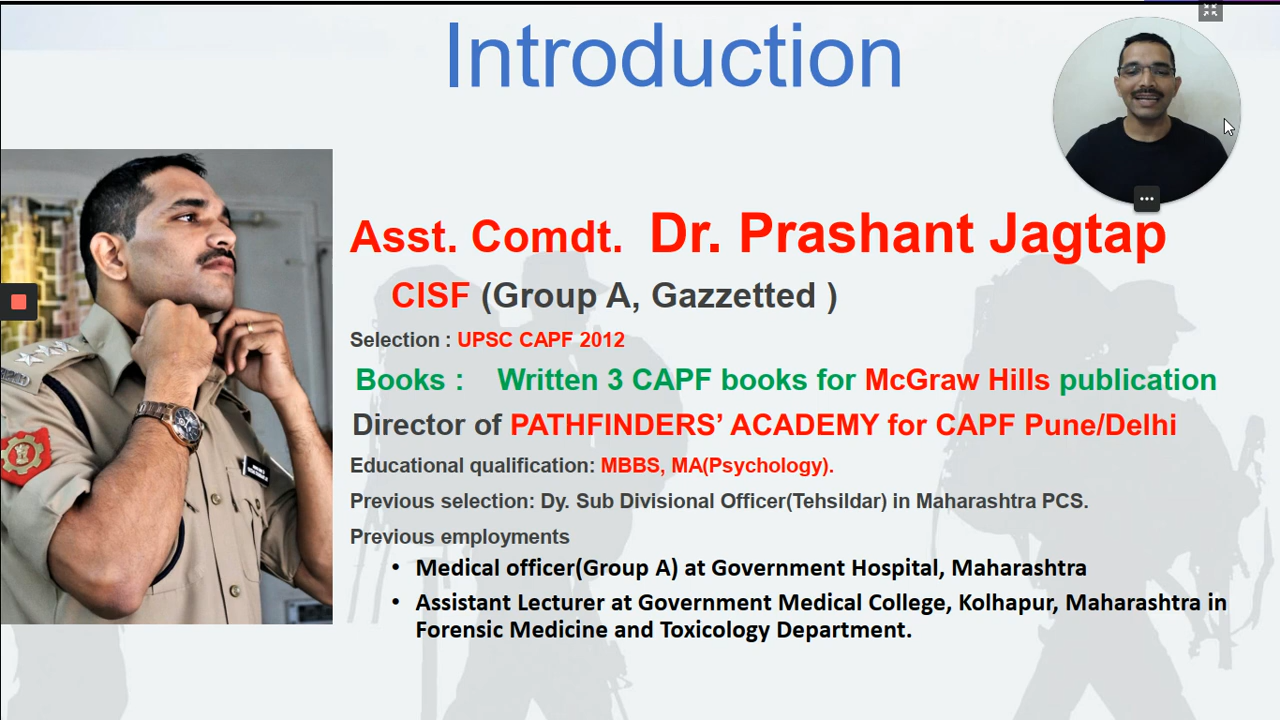 Introduction
Asst. Comdt. Dr. Prashant Jagtap
CISF (Group A, Gazzetted )
Selection : UPSC CAPF 2012
Books : Written 3 CAPF books for McGraw Hills publication
Director of PATHFINDERS’ ACADEMY for CAPF Pune/Delhi
Educational qualification: MBBS, MA(Psychology).
Previous selection: Dy. Sub Divisional Officer(Tehsildar) in Maharashtra PCS.
Previous employments
• Medical officer(Group A) at Government Hospital, Maharashtra
• Assistant Lecturer at Government Medical College, Kolhapur, Maharashtra in
Forensic Medicine and Toxicology Department.